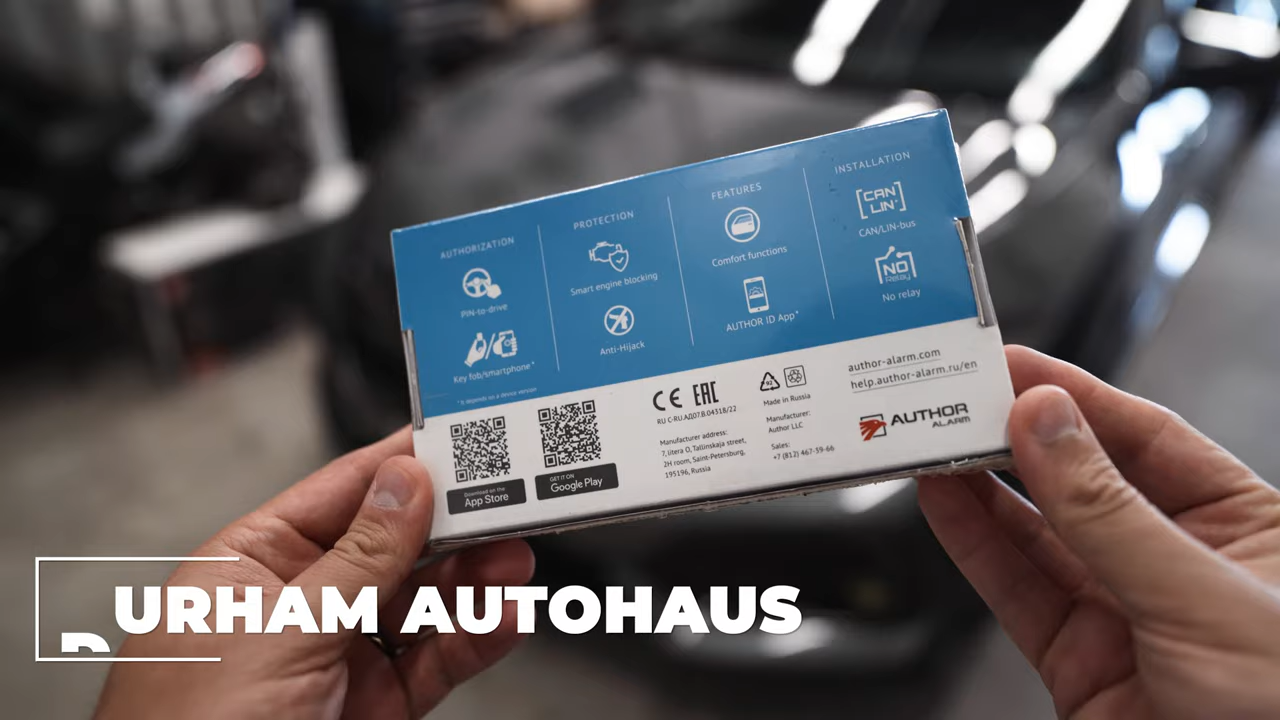 AUTHORIZATION
PIN-to-drive
Key fob/smartphone*
* It depends on a device version
PROTECTION
Smart engine blocking
Anti-Hijack
FEATURES
Comfort functions
AUTHOR ID App*
INSTALLATION
CAN
LIN*
CAN/LIN-bus
NO
Relay
No relay
Download on the
App Store
GET IT ON
Google Play
CE EAC
RU C-RU.АД07.В.04318/22
Manufacturer address:
7, litera O, Tallinskaja street,
2H room, Saint-Petersburg,
195196, Russia
Made in Russia
Manufacturer:
Author LLC
Sales:
+7 (812) 467-39-66
author-alarm.com
help.author-alarm.ru/en
AUTHOR
ALARM
URHAM AUTOHAUS